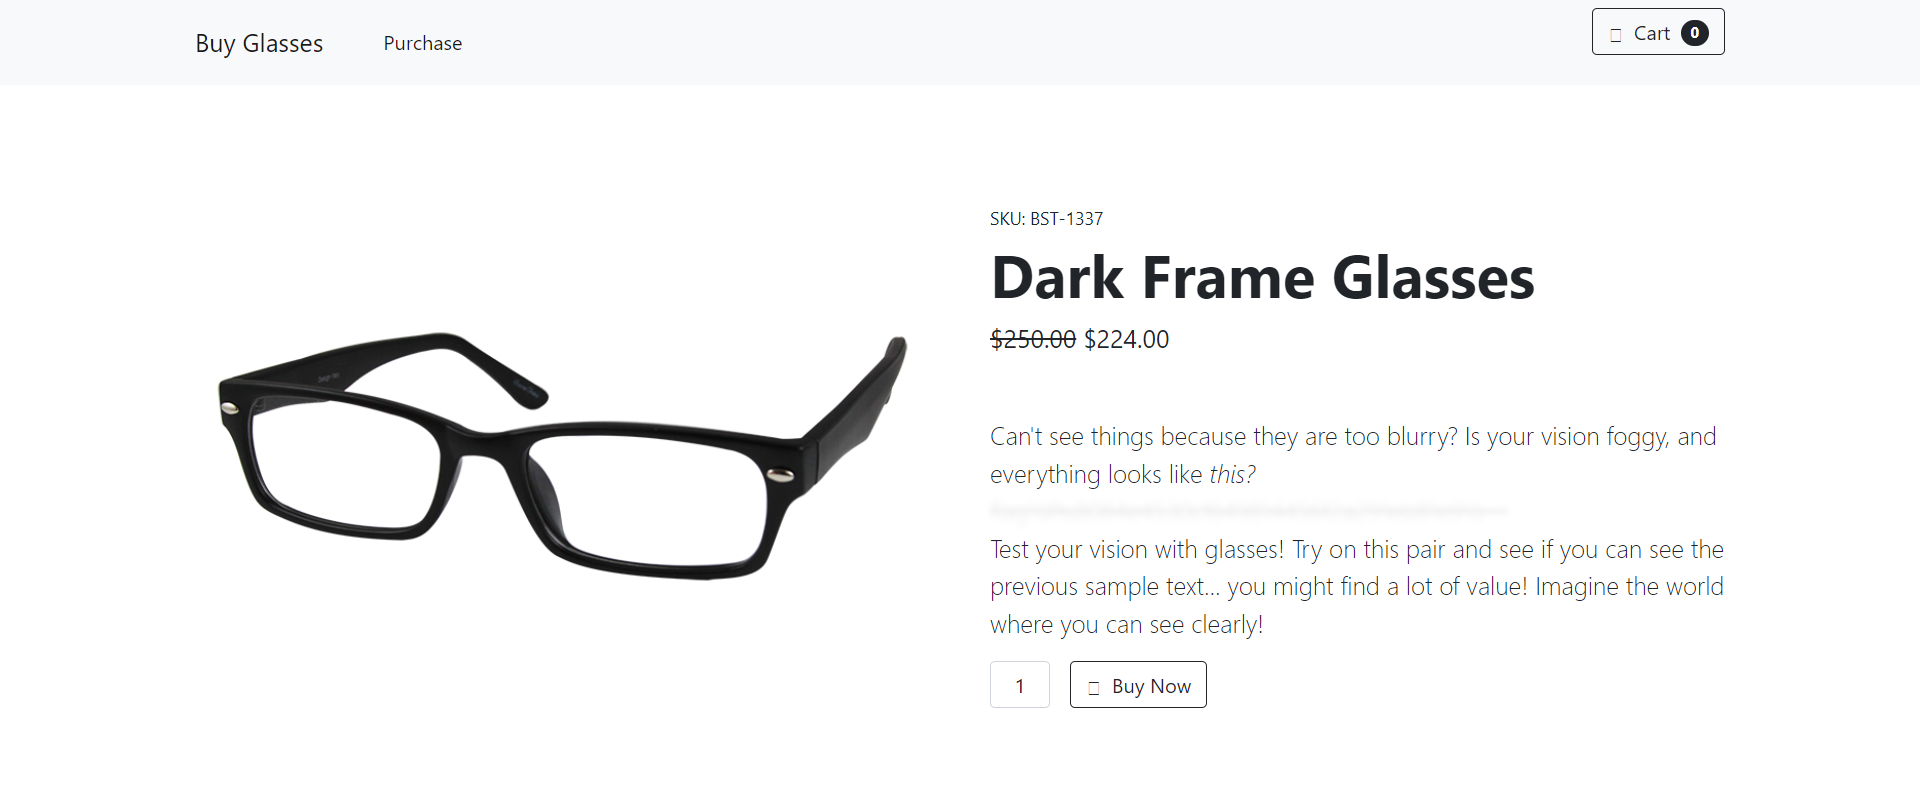 Buy Glasses
Purchase
Cart 0
SKU: BST-1337
Dark Frame Glasses
$250.00 $224.00
Can't see things because they are too blurry? Is your vision foggy, and
everything looks like this?
Test your vision with glasses! Try on this pair and see if you can see the
previous sample text... you might find a lot of value! Imagine the world
where you can see clearly!
1
Buy Now